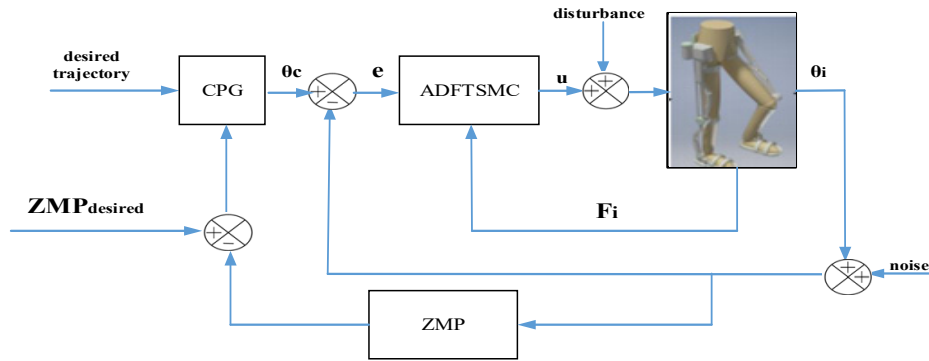 disturbance
desired
trajectory
CPG
θc
e
ADFTSMC
u
θi
ZMPdesired
Fi
noise
ZMP